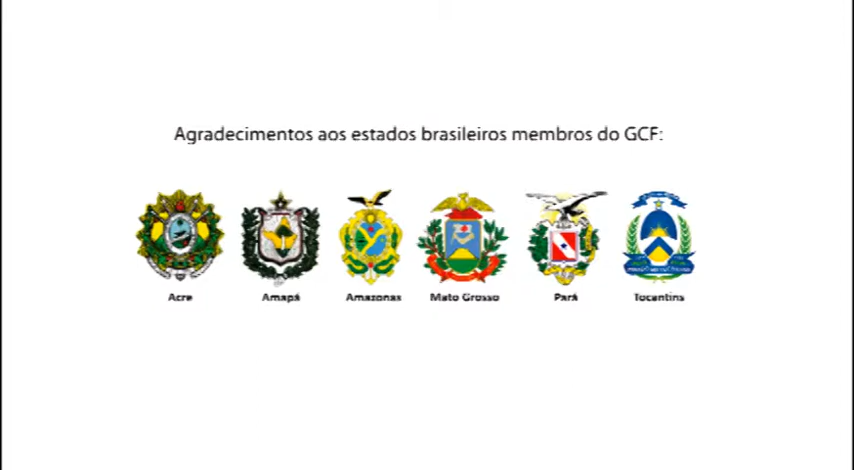 Agradecimentos aos estados brasileiros membros do GCF:
Acre Amapá Amazonas Mato Grosso Pará Tocantins